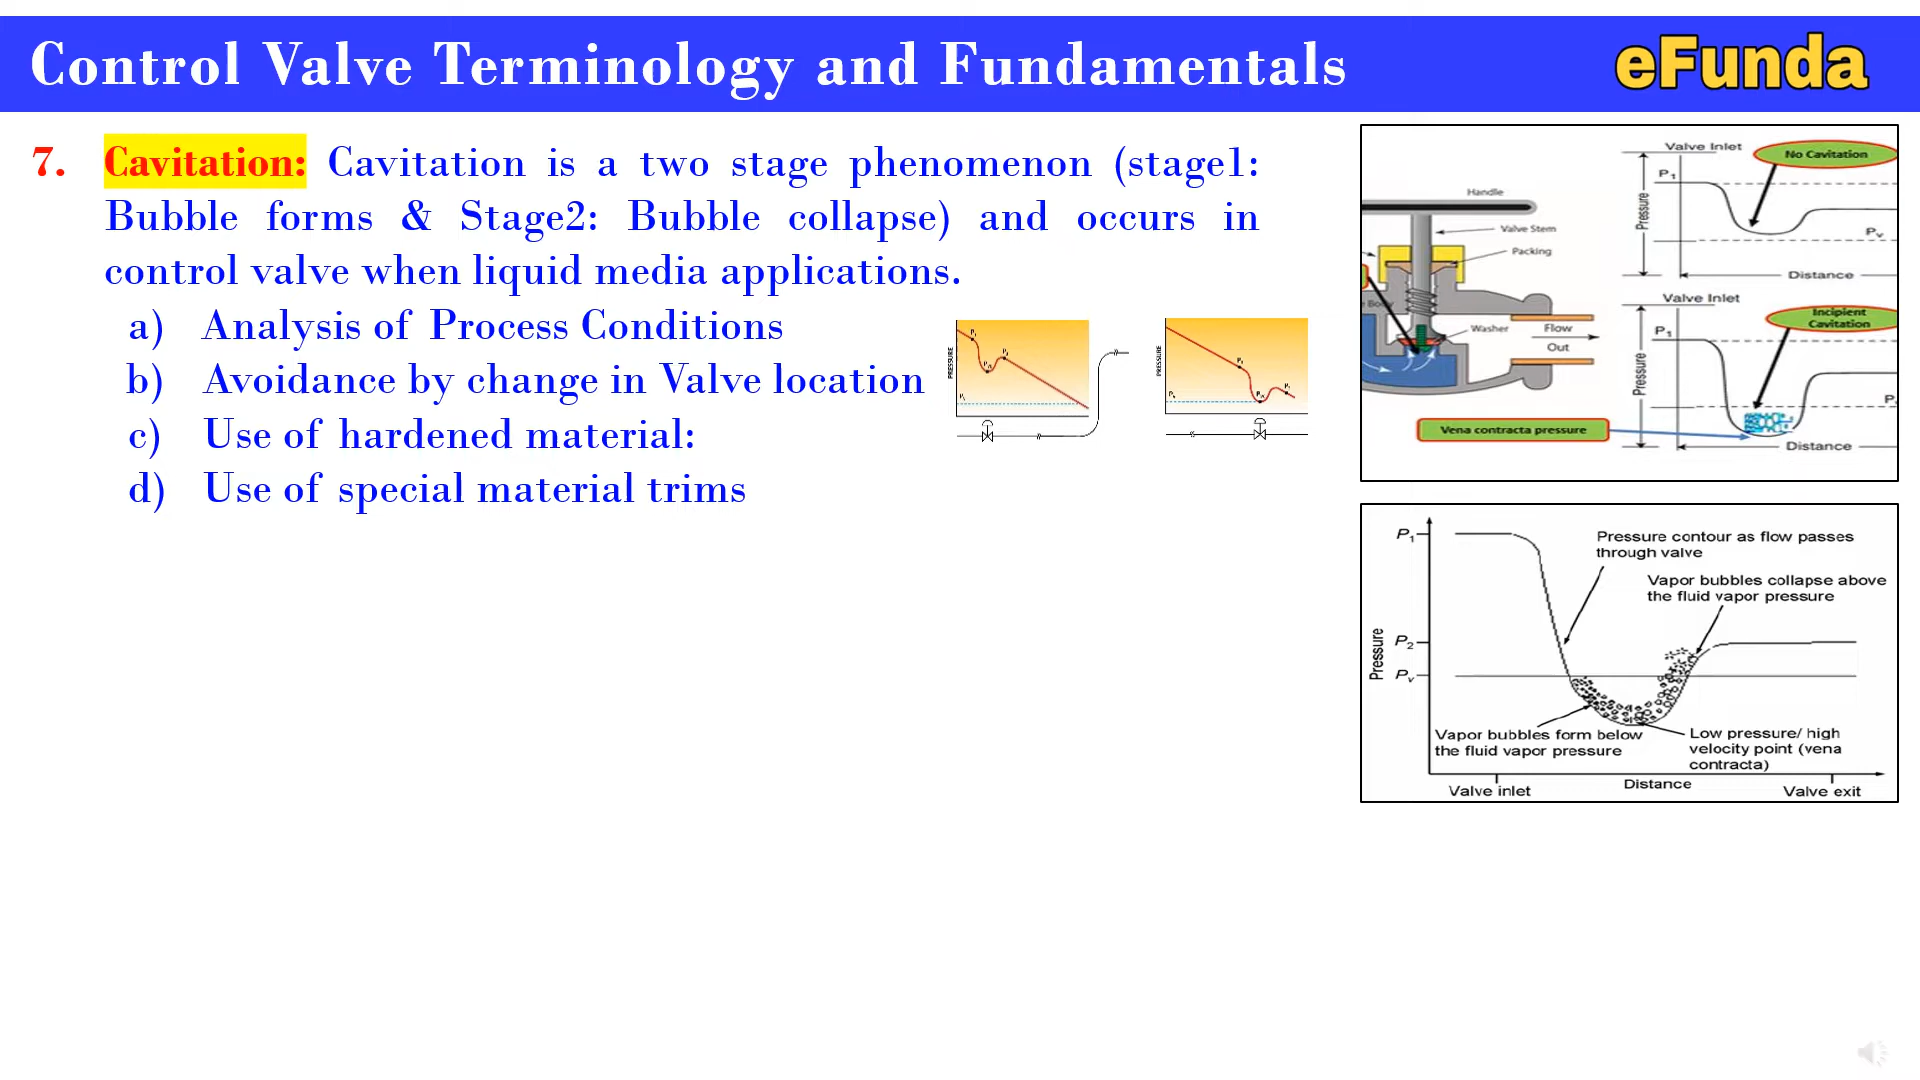 Control Valve Terminology and Fundamentals
eFunda
7. Cavitation: Cavitation is a two stage phenomenon (stage1:
Bubble forms & Stage2: Bubble collapse) and occurs in
control valve when liquid media applications.
a) Analysis of Process Conditions
b) Avoidance by change in Valve location
c) Use of hardened material:
d) Use of special material trims
PRESSURE
PRESSURE
Handle
Valve Stem
Packing
Body
Washer
Flow
Out
Vena contracta pressure
Valve Inlet
No Cavitation
P1
Pressure
Pv
Distance
Valve Inlet
Incipient
Cavitation
P1
Pressure
Distance
P1
Pressure contour as flow passes
through valve
Vapor bubbles collapse above
the fluid vapor pressure
Pressure
P2
Pv
Vapor bubbles form below
the fluid vapor pressure
Low pressure/ high
velocity point (vena
contracta)
Distance
Valve inlet
Valve exit